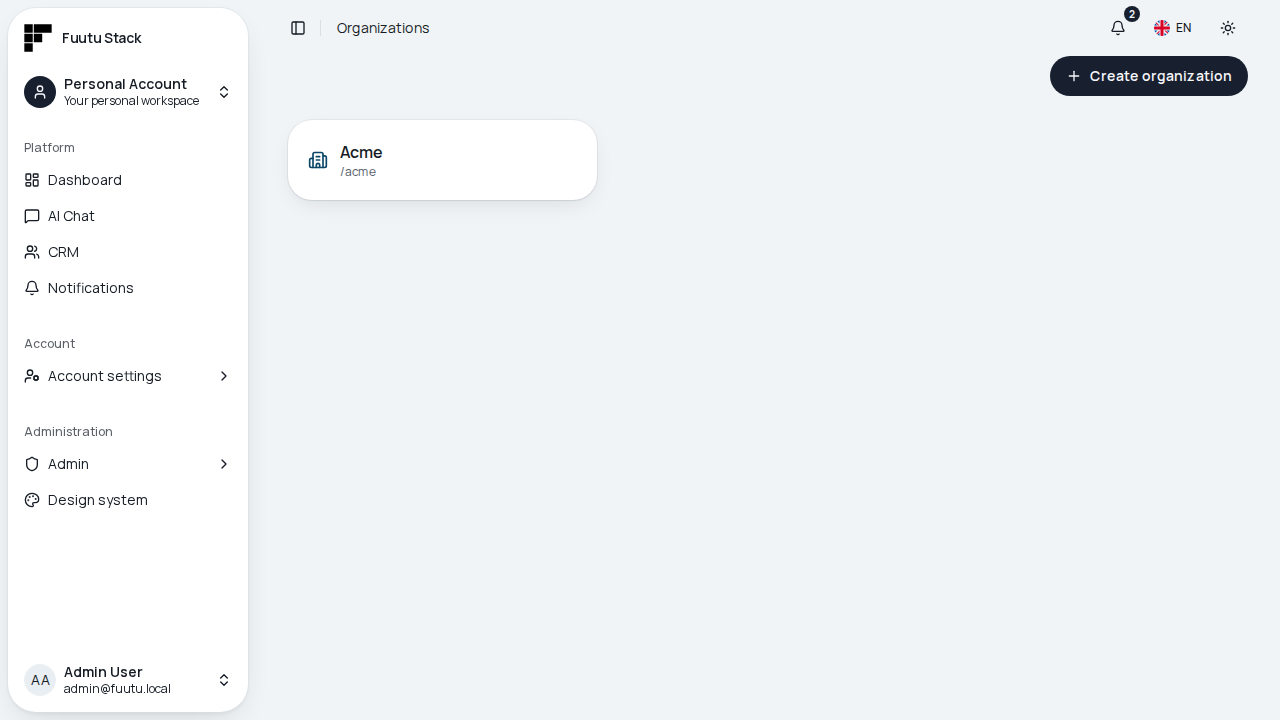 Fuutu Stack
Personal Account
Your personal workspace
Platform
Dashboard
AI Chat
CRM
Notifications
Account
Account settings
Administration
Admin
Design system
AA
Admin User
admin@fuutu.local
Organizations
2
EN
Create organization
Acme
/acme